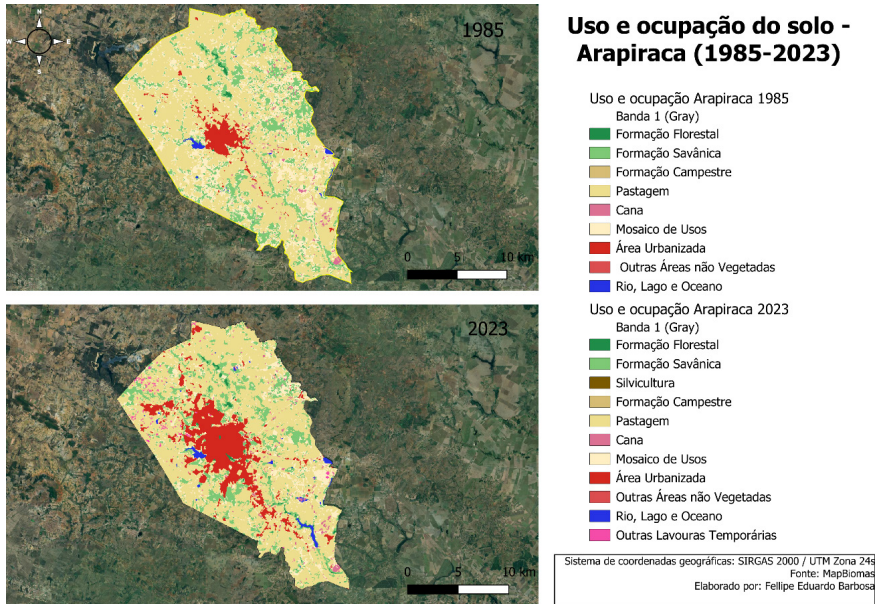 N
W E
S
1985
0 5 10 km
2023
0 5 10 km
Uso e ocupação do solo -
Arapiraca (1985-2023)
Uso e ocupação Arapiraca 1985
Banda 1 (Gray)
Formação Florestal
Formação Savânica
Formação Campestre
Pastagem
Cana
Mosaico de Usos
Área Urbanizada
Outras Áreas não Vegetadas
Rio, Lago e Oceano
Uso e ocupação Arapiraca 2023
Banda 1 (Gray)
Formação Florestal
Formação Savânica
Silvicultura
Formação Campestre
Pastagem
Cana
Mosaico de Usos
Área Urbanizada
Outras Áreas não Vegetadas
Rio, Lago e Oceano
Outras Lavouras Temporárias
Sistema de coordenadas geográficas: SIRGAS 2000 / UTM Zona 24s
Fonte: MapBiomas
Elaborado por: Fellipe Eduardo Barbosa